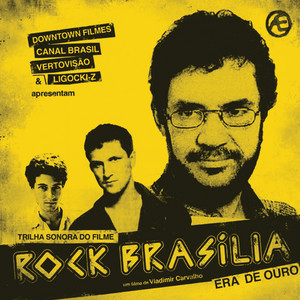 DOWNTOWN FILMES
CANAL BRASIL
VERTOVISÃO
& LIGOCKI-Z
apresentam
TRILHA SONORA DO FILME
ROCK BRASÍLIA
um filme de Vladimir Carvalho
ERA DE OURO